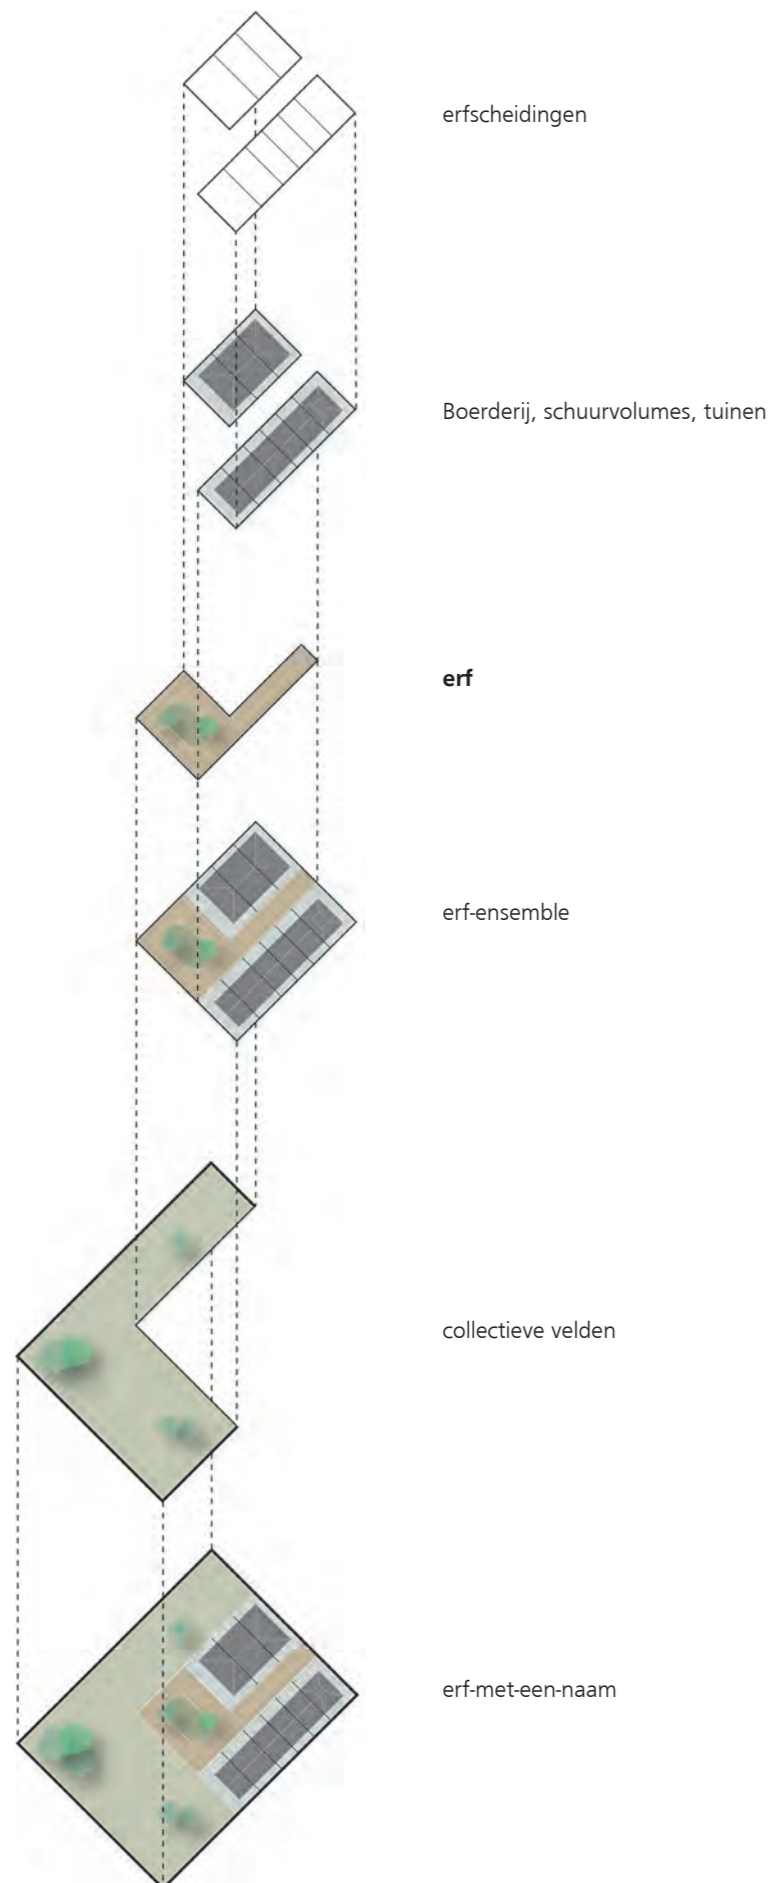 erfscheidingen
Boerderij, schuurvolumes, tuinen
erf
erf-ensemble
collectieve velden
erf-met-een-naam